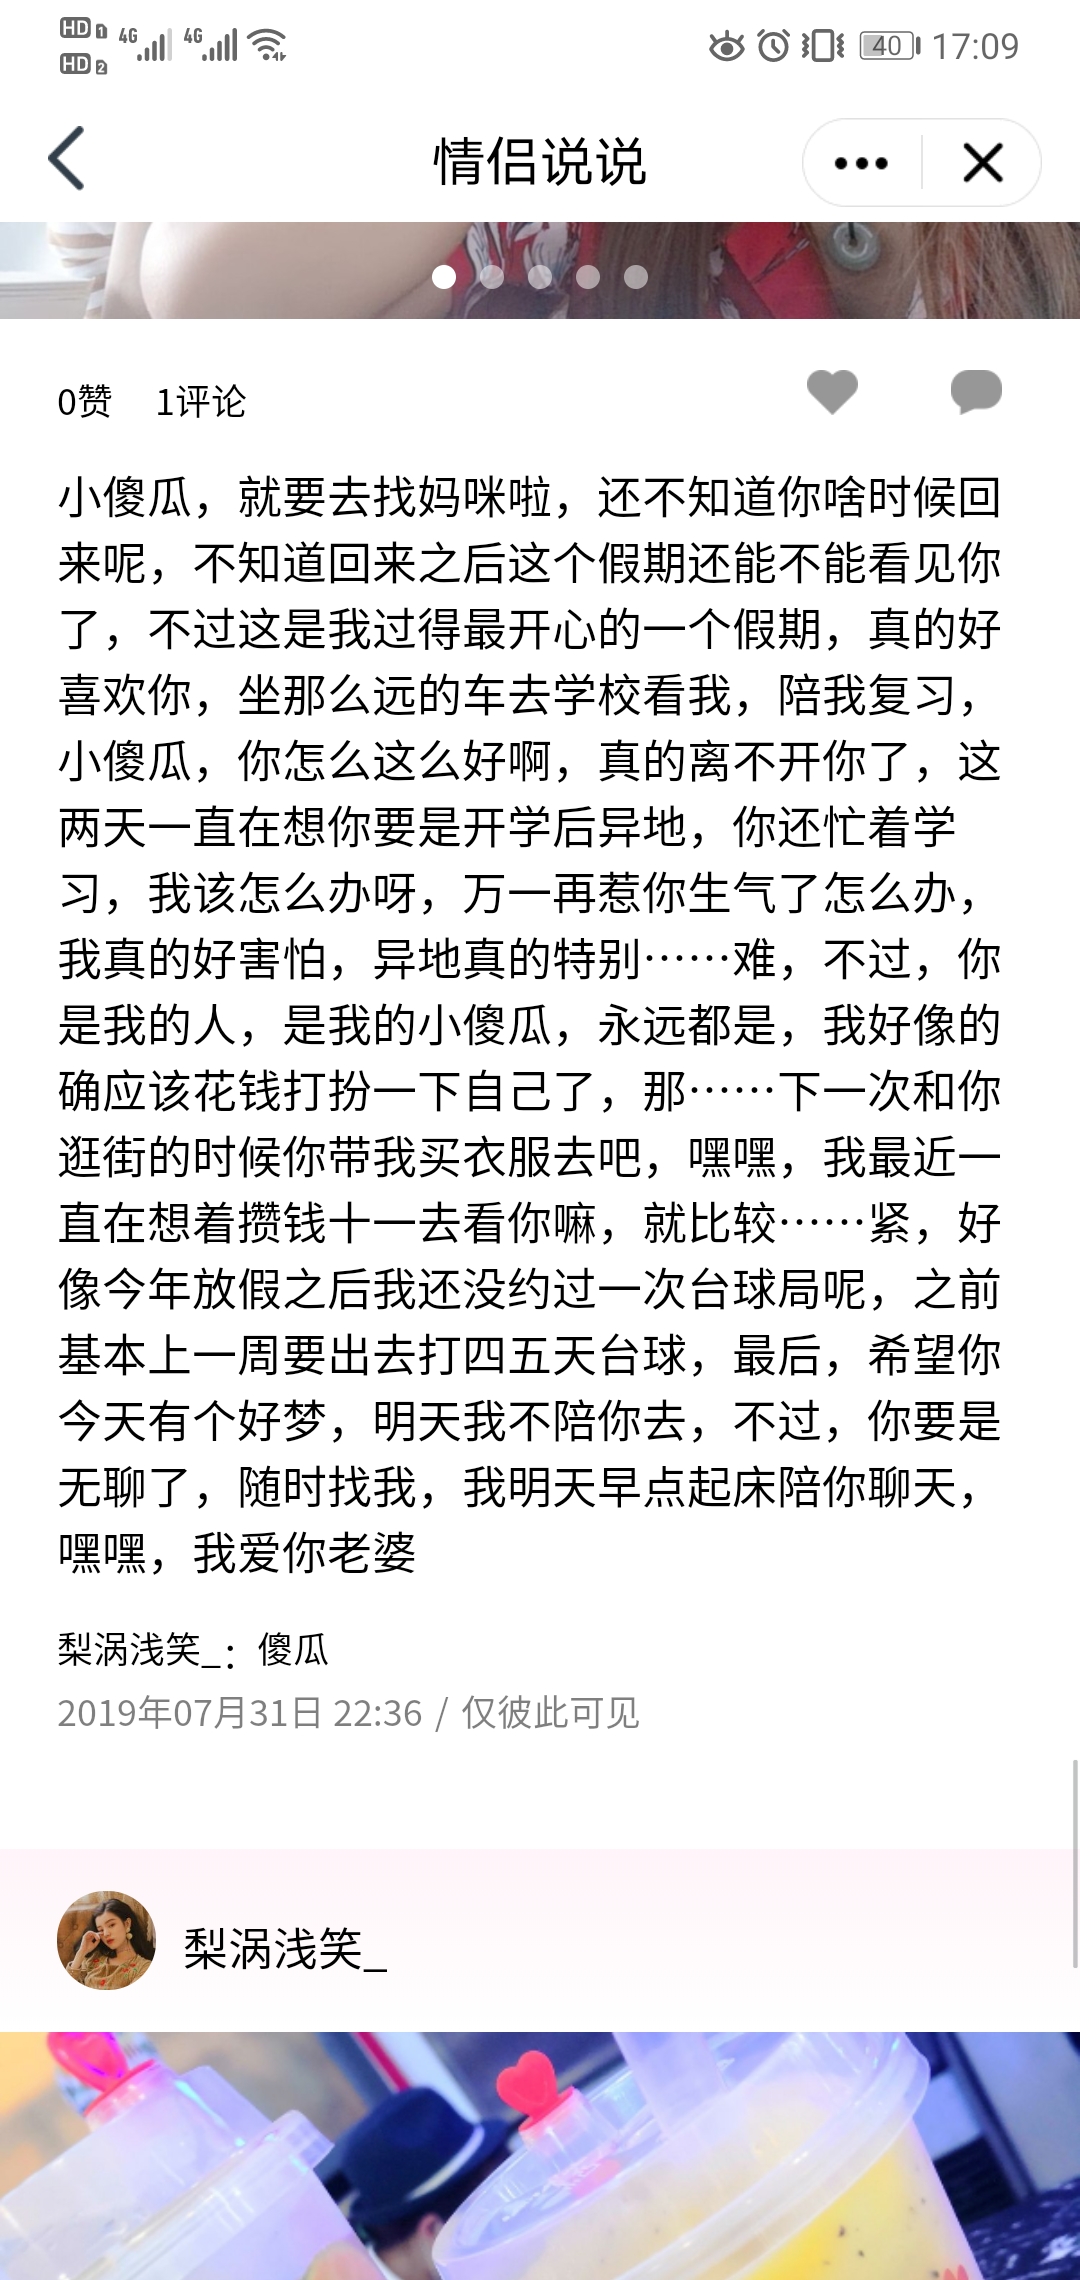 HD 1 4G 4G 40 17:09
HD 2
情侣说说
0赞 1评论
小傻瓜，就要去找妈咪啦，还不知道你啥时候回
来呢，不知道回来之后这个假期还能不能看见你
了，不过这是我过得最开心的一个假期，真的好
喜欢你，坐那么远的车去学校看我，陪我复习，
小傻瓜，你怎么这么好啊，真的离不开你了，这
两天一直在想你要是开学后异地，你还忙着学
习，我该怎么办呀，万一再惹你生气了怎么办，
我真的好害怕，异地真的特别……难，不过，你
是我的人，是我的小傻瓜，永远都是，我好像的
确应该花钱打扮一下自己了，那……下一次和你
逛街的时候你带我买衣服去吧，嘿嘿，我最近一
直在想着攒钱十一去看你嘛，就比较……紧，好
像今年放假之后我还没约过一次台球局呢，之前
基本上一周要出去打四五天台球，最后，希望你
今天有个好梦，明天我不陪你去，不过，你要是
无聊了，随时找我，我明天早点起床陪你聊天，
嘿嘿，我爱你老婆
梨涡浅笑_：傻瓜
2019年07月31日 22:36 / 仅彼此可见
梨涡浅笑_